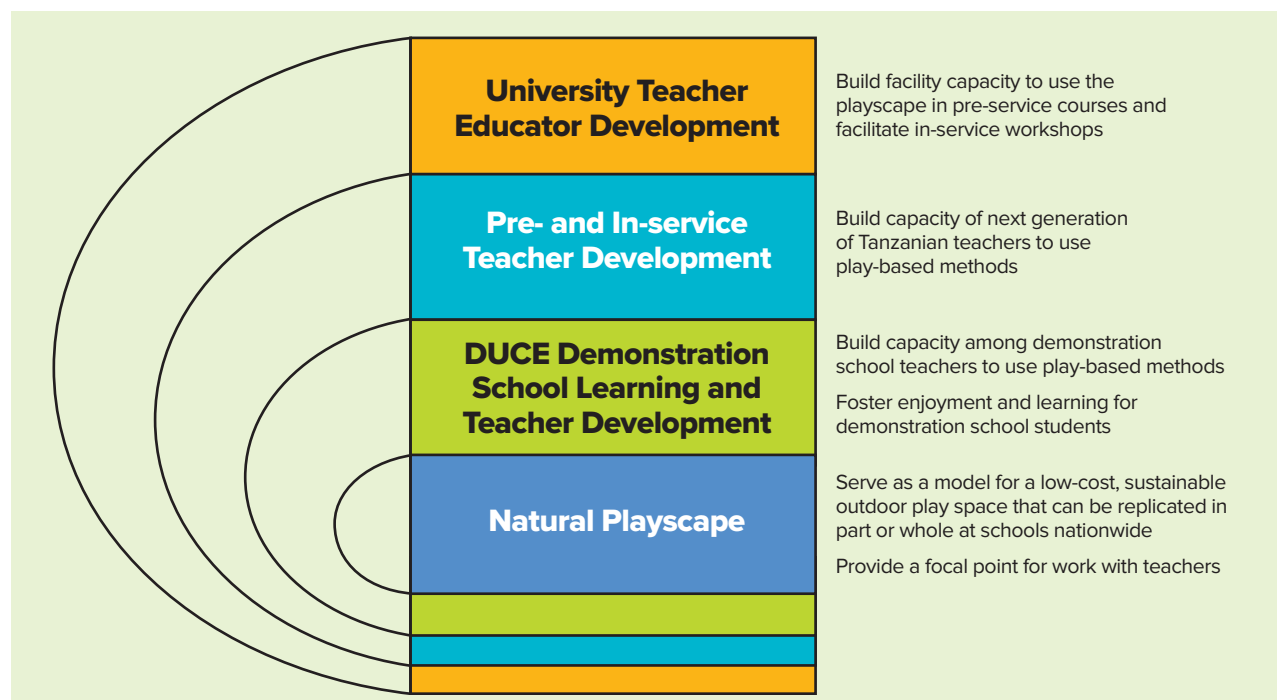 University Teacher
Educator Development
Build facility capacity to use the
playscape in pre-service courses and
facilitate in-service workshops
Pre- and In-service
Teacher Development
Build capacity of next generation
of Tanzanian teachers to use
play-based methods
DUCE Demonstration
School Learning and
Teacher Development
Build capacity among demonstration
school teachers to use play-based methods
Foster enjoyment and learning for
demonstration school students
Natural Playscape
Serve as a model for a low-cost, sustainable
outdoor play space that can be replicated in
part or whole at schools nationwide
Provide a focal point for work with teachers